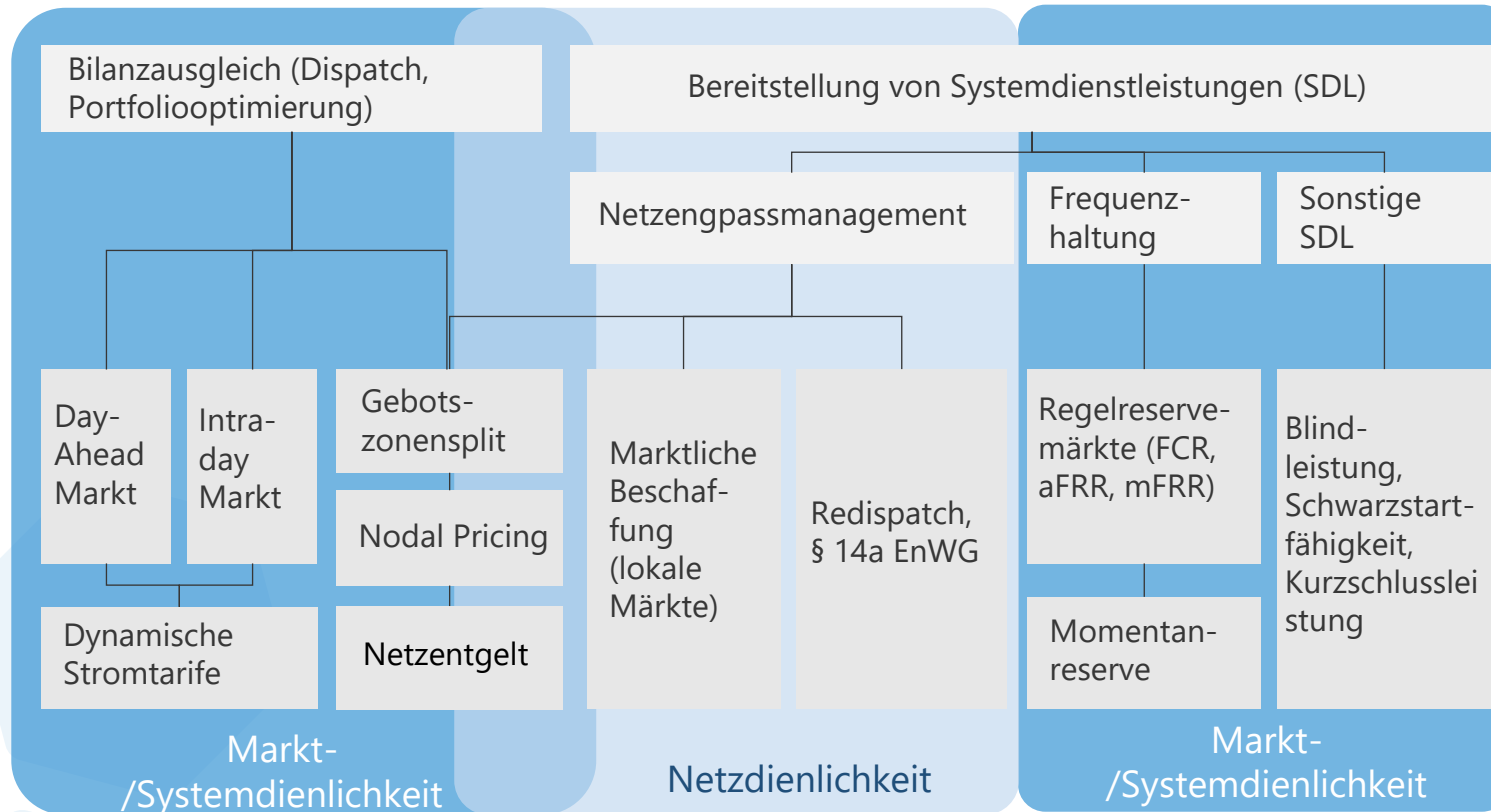 Bilanzausgleich (Dispatch,
Portfoliooptimierung)
Bereitstellung von Systemdienstleistungen (SDL)
Netzengpassmanagement
Frequenz-
haltung
Sonstige
SDL
Day-
Ahead
Markt
Intra-
day
Markt
Gebots-
zonensplit
Nodal Pricing
Netzentgelt
Dynamische
Stromtarife
Marktliche
Beschaf-
fung
(lokale
Märkte)
Redispatch,
§ 14a EnWG
Regelreserve-
märkte (FCR,
aFRR, mFRR)
Momentan-
reserve
Blind-
leistung,
Schwarzstart-
fähigkeit,
Kurzschlusslei
stung
Markt-
/Systemdienlichkeit
Netzdienlichkeit
Markt-
/Systemdienlichkeit